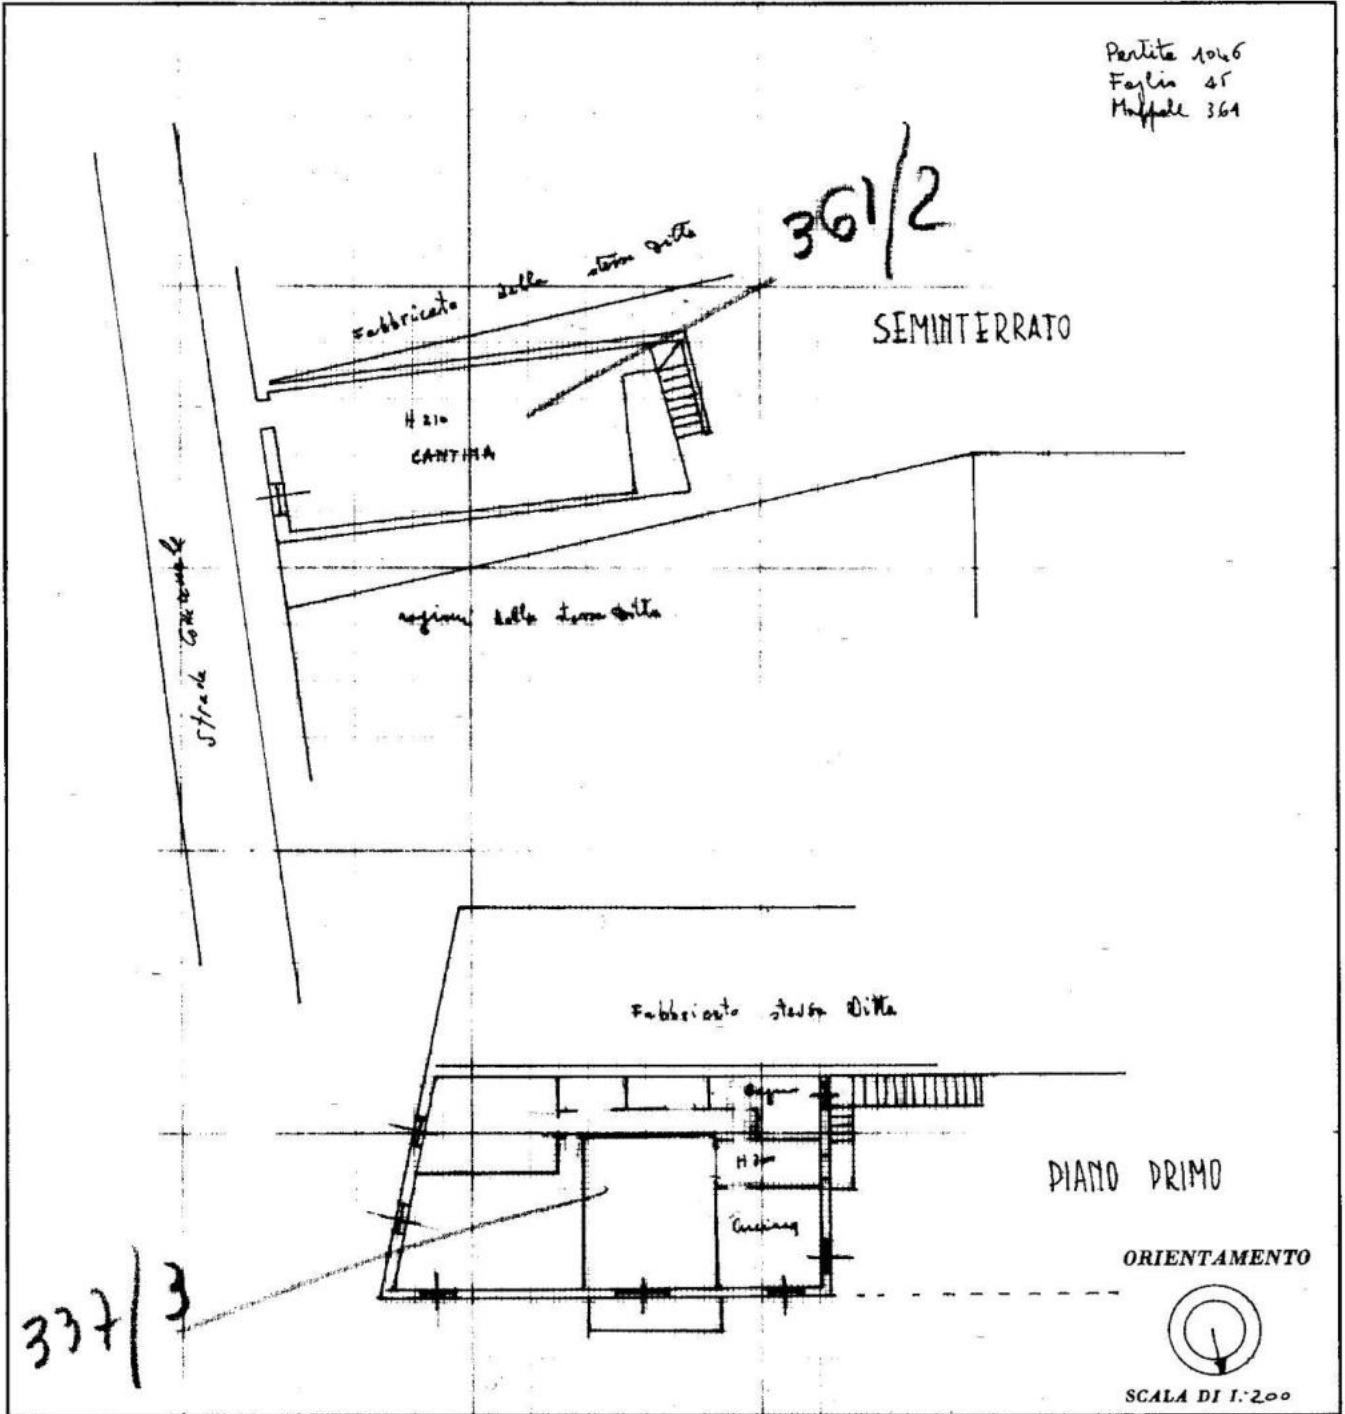 Partita 1046
Foglio 45
Mappale 361
361/2
Fabbricato della stessa ditta
SEMINTERRATO
H 210
CANTINA
ragioni della stessa ditta
strada Comunale
Fabbricato stessa Ditta
Bagno
H 300
Cucina
PIANO PRIMO
337/3
ORIENTAMENTO
SCALA DI 1:200